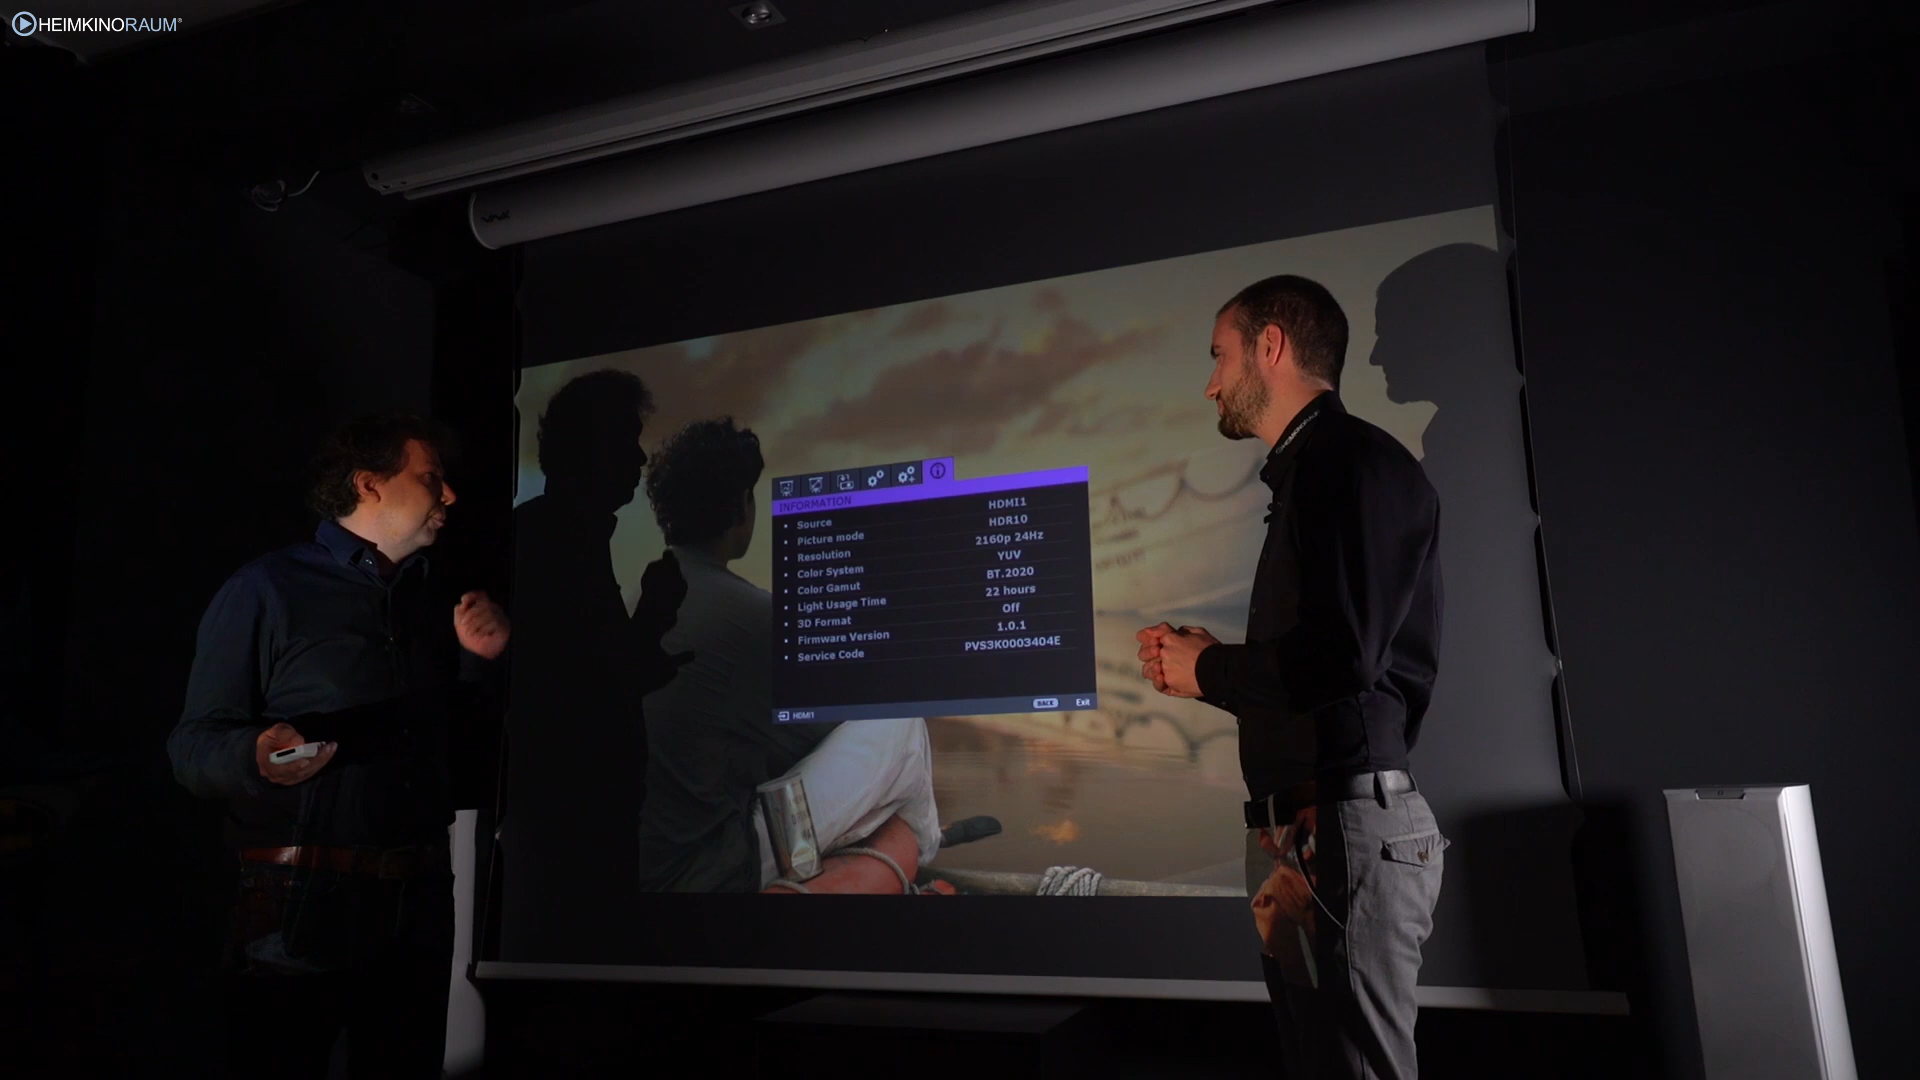 HEIMKINORAUM®
INFORMATION
Source HDMI1
Picture mode HDR10
Resolution 2160p 24Hz
Color System YUV
Color Gamut BT.2020
Light Usage Time 22 hours
3D Format Off
Firmware Version 1.0.1
Service Code PVS3K0003404E
HDMI1 BACK Exit